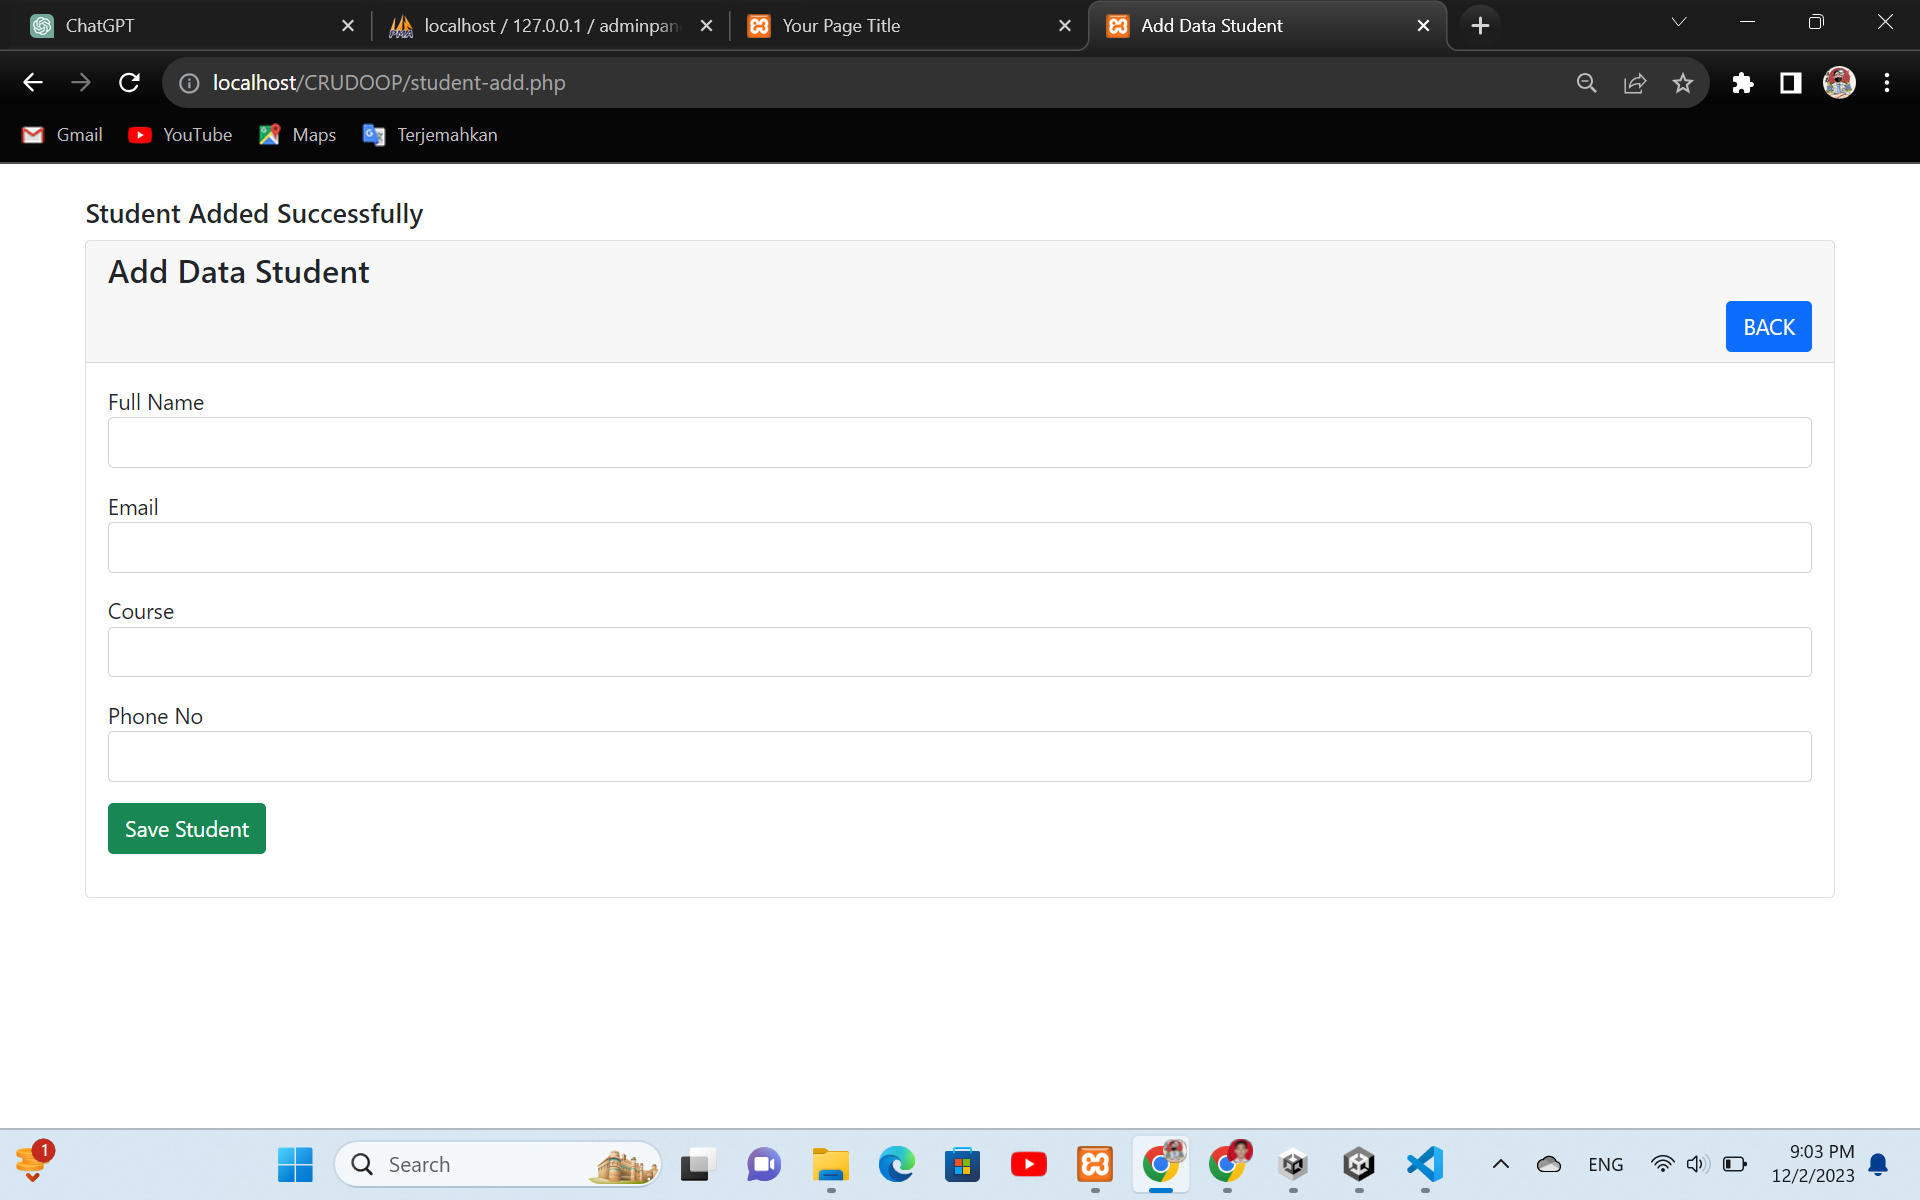 ChatGPT
localhost / 127.0.0.1 / adminpan
Your Page Title
Add Data Student
localhost/CRUDOOP/student-add.php
Gmail
YouTube
Maps
Terjemahkan
Student Added Successfully
Add Data Student
BACK
Full Name
Email
Course
Phone No
Save Student
1
Search
ENG
9:03 PM
12/2/2023